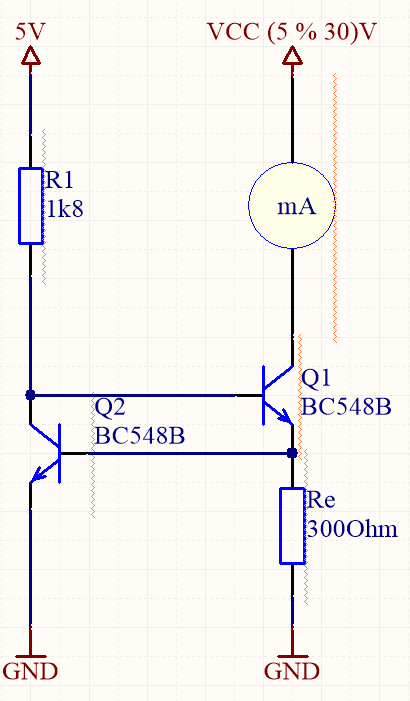 5V
VCC (5 % 30)V
R1
1k8
mA
Q1
BC548B
Q2
BC548B
Re
300Ohm
GND
GND